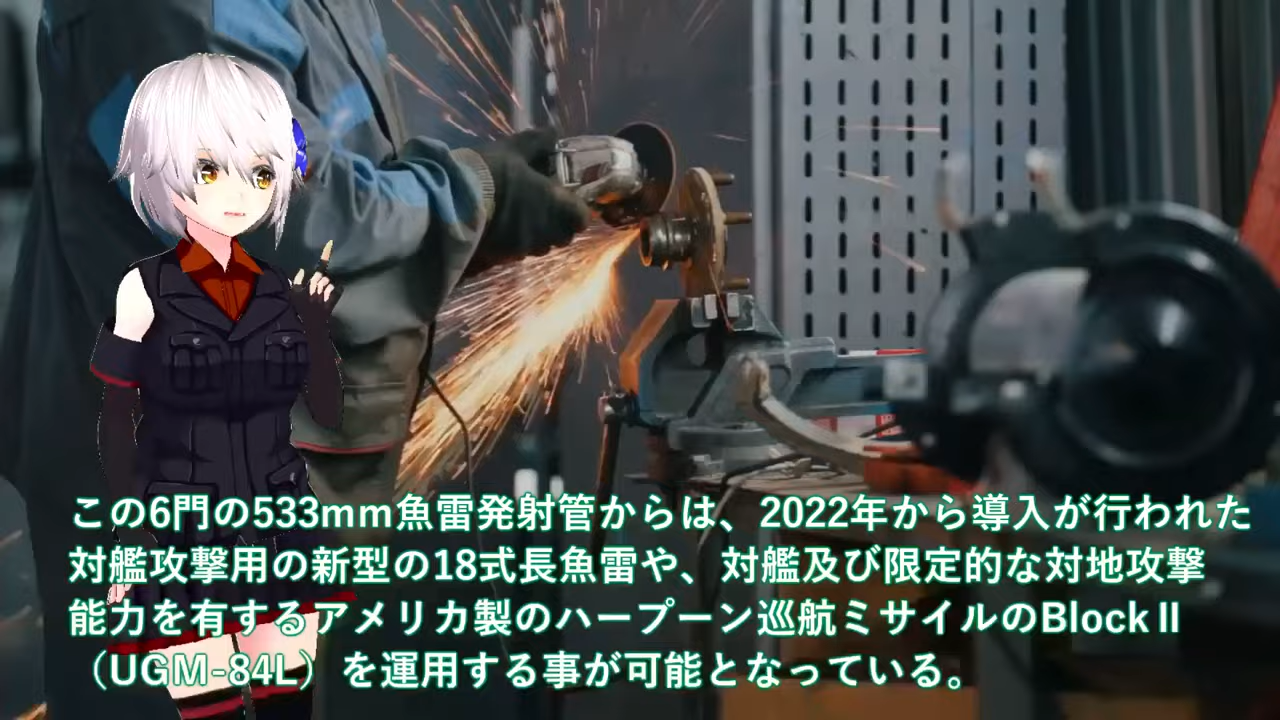 この6門の533mm魚雷発射管からは、2022年から導入が行われた
対艦攻撃用の新型の18式長魚雷や、対艦及び限定的な対地攻撃
能力を有するアメリカ製のハープーン巡航ミサイルのBlockⅡ
（UGM-84L）を運用する事が可能となっている。